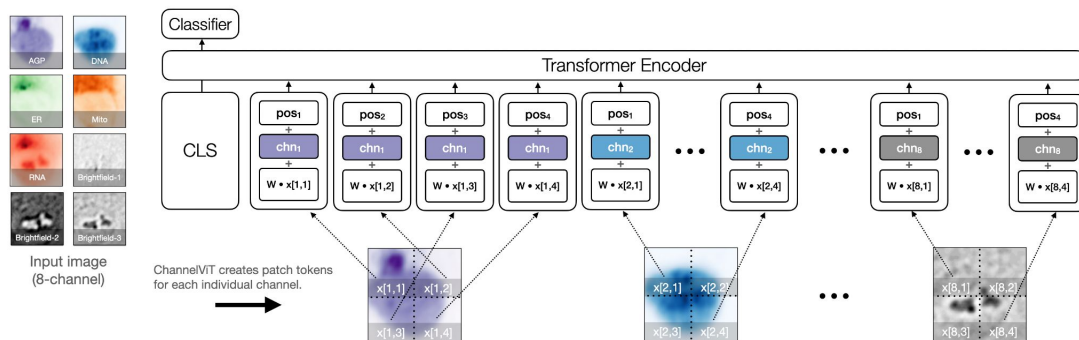 AGP
DNA
ER
Mito
RNA
Brightfield-1
Brightfield-2
Brightfield-3
Input image
(8-channel)
Classifier
Transformer Encoder
CLS
pos₁
+
chn₁
+
W • x[1,1]
pos₂
+
chn₁
+
W • x[1,2]
pos₃
+
chn₁
+
W • x[1,3]
pos₄
+
chn₁
+
W • x[1,4]
pos₁
+
chn₂
+
W • x[2,1]
•••
pos₄
+
chn₂
+
W • x[2,4]
•••
pos₁
+
chn₈
+
W • x[8,1]
•••
pos₄
+
chn₈
+
W • x[8,4]
ChannelViT creates patch tokens
for each individual channel.
x[1,1] x[1,2]
x[1,3] x[1,4]
x[2,1] x[2,2]
x[2,3] x[2,4]
•••
x[8,1] x[8,2]
x[8,3] x[8,4]